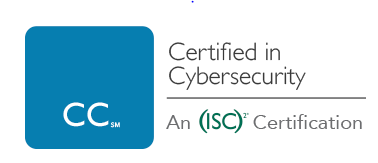 CC℠
Certified in
Cybersecurity
An (ISC)²® Certification